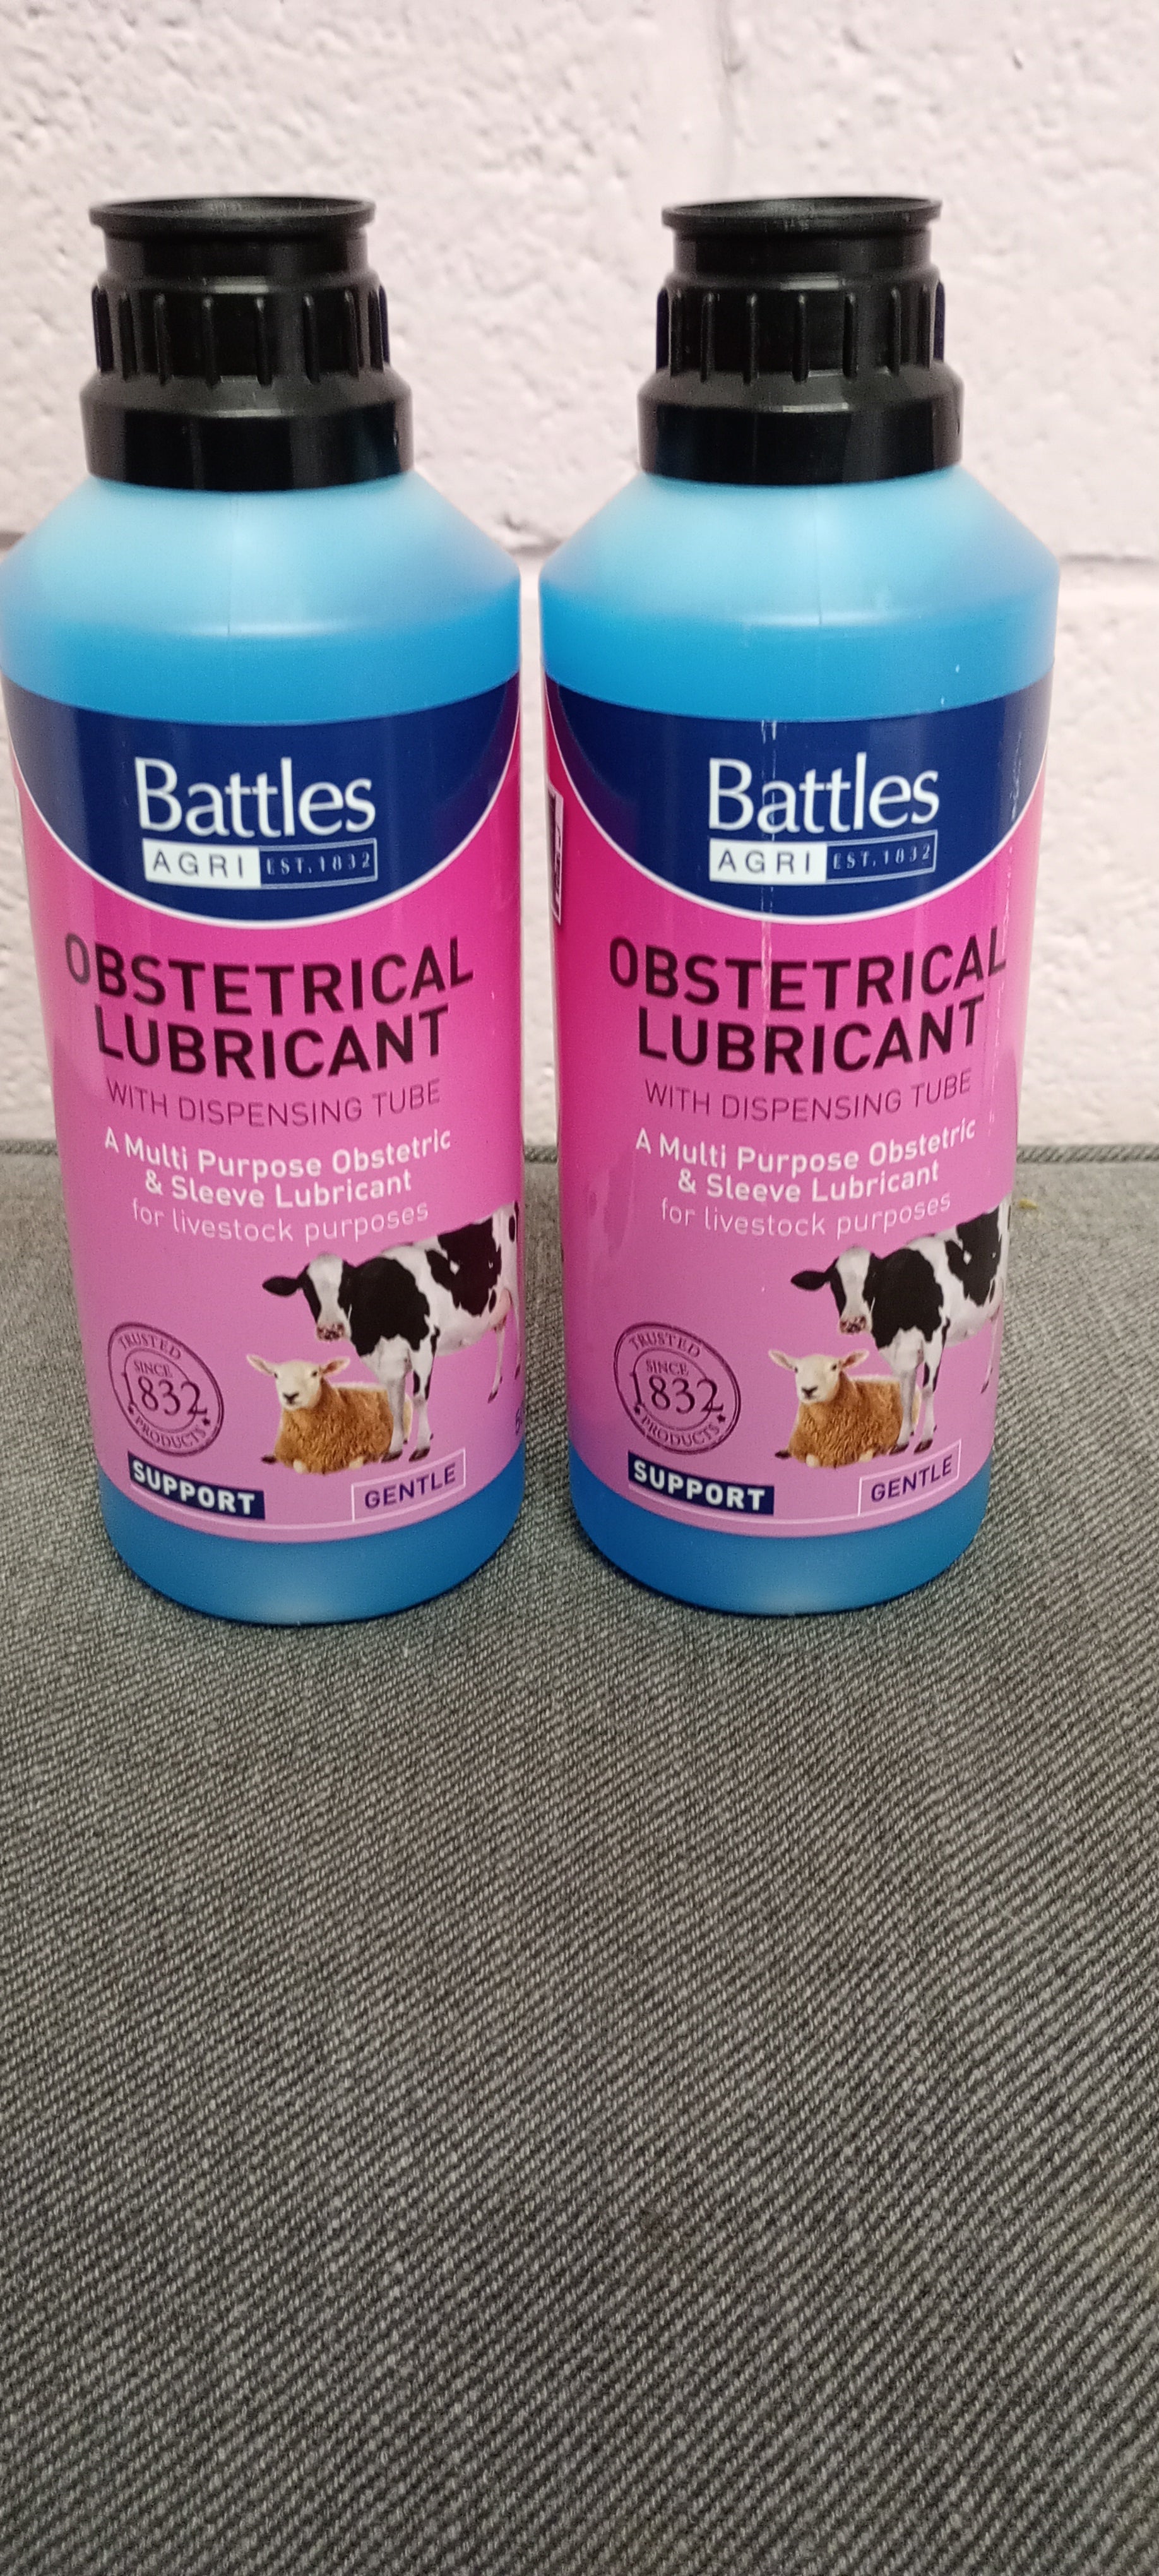 Battles
AGRI EST.1832
OBSTETRICAL
LUBRICANT
WITH DISPENSING TUBE
A Multi Purpose Obstetric
& Sleeve Lubricant
for livestock purposes
TRUSTED
SINCE
1832
PRODUCTS
SUPPORT
GENTLE
Battles
AGRI EST.1832
OBSTETRICAL
LUBRICANT
WITH DISPENSING TUBE
A Multi Purpose Obstetric
& Sleeve Lubricant
for livestock purposes
TRUSTED
SINCE
1832
PRODUCTS
SUPPORT
GENTLE